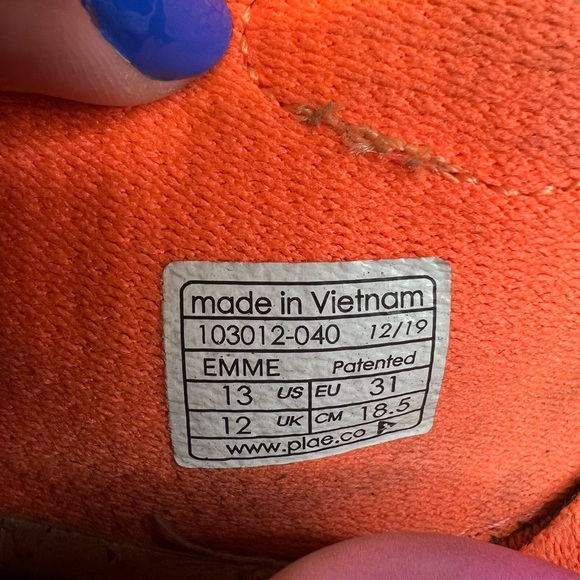 made in Vietnam
103012-040 12/19
EMME Patented
13 US EU 31
12 UK CM 18.5
www.plae.co